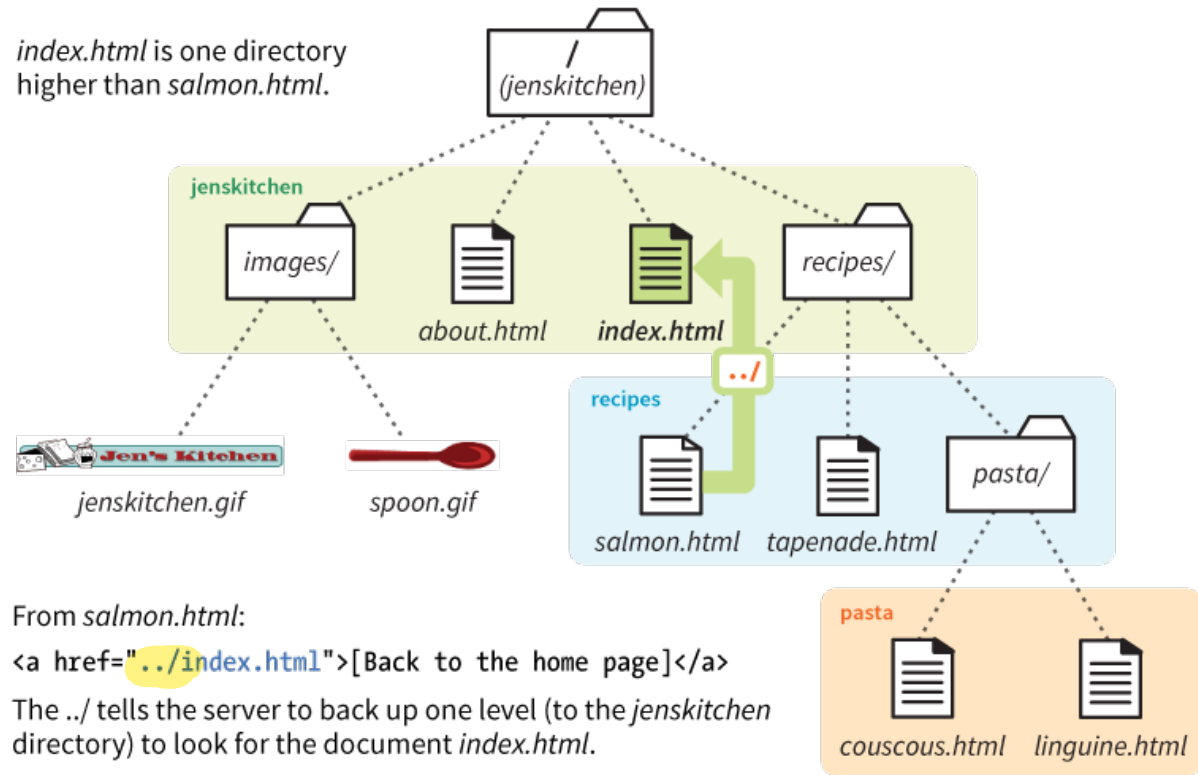 index.html is one directory
higher than salmon.html.
/
(jenskitchen)
jenskitchen
images/
about.html
index.html
recipes/
../
recipes
Jen's Kitchen
jenskitchen.gif
spoon.gif
salmon.html
tapenade.html
pasta/
From salmon.html:
<a href="../index.html">[Back to the home page]</a>
The ../ tells the server to back up one level (to the jenskitchen
directory) to look for the document index.html.
pasta
couscous.html
linguine.html